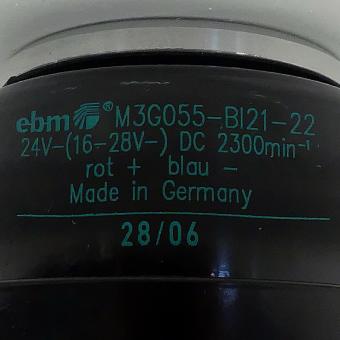 ebm ® M3G055-BI21-22
24V-(16-28V-) DC 2300min⁻¹
rot + blau -
Made in Germany
28/06